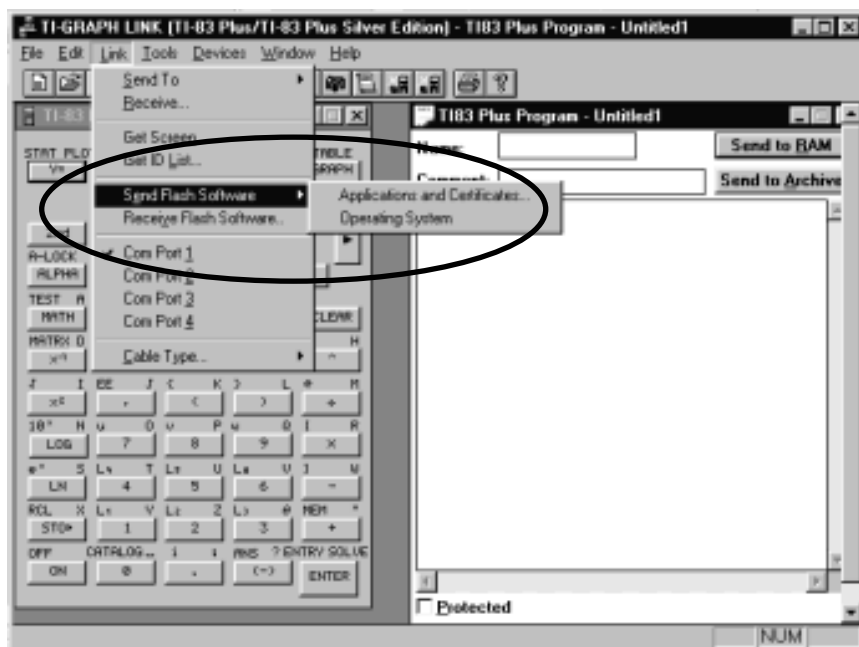 TI-GRAPH LINK (TI-83 Plus/TI-83 Plus Silver Edition) - TI83 Plus Program - Untitled1
File Edit Link Tools Devices Window Help
Send To
Receive...
Get Screen
Get ID List...
Send Flash Software
Receive Flash Software..
Applications and Certificates...
Operating System
Com Port 1
Com Port 2
Com Port 3
Com Port 4
Cable Type...
TI-83
STAT PLO
Y=
TABLE
GRAPH
2nd
A-LOCK
ALPHA
TEST A
MATH
CLEAR
MATRX D
H
I EE J { K } L M
x² , ( )
N O P Q R
LOG 7 8 9 ×
S T U V W
LN 4 5 6 -
RCL X Y Z MEM
STO 1 2 3 +
OFF CATALOG ANS ? ENTRY SOLVE
ON 0 . (-) ENTER
TI83 Plus Program - Untitled1
Name:
Send to RAM
Comment:
Send to Archive
Protected
NUM